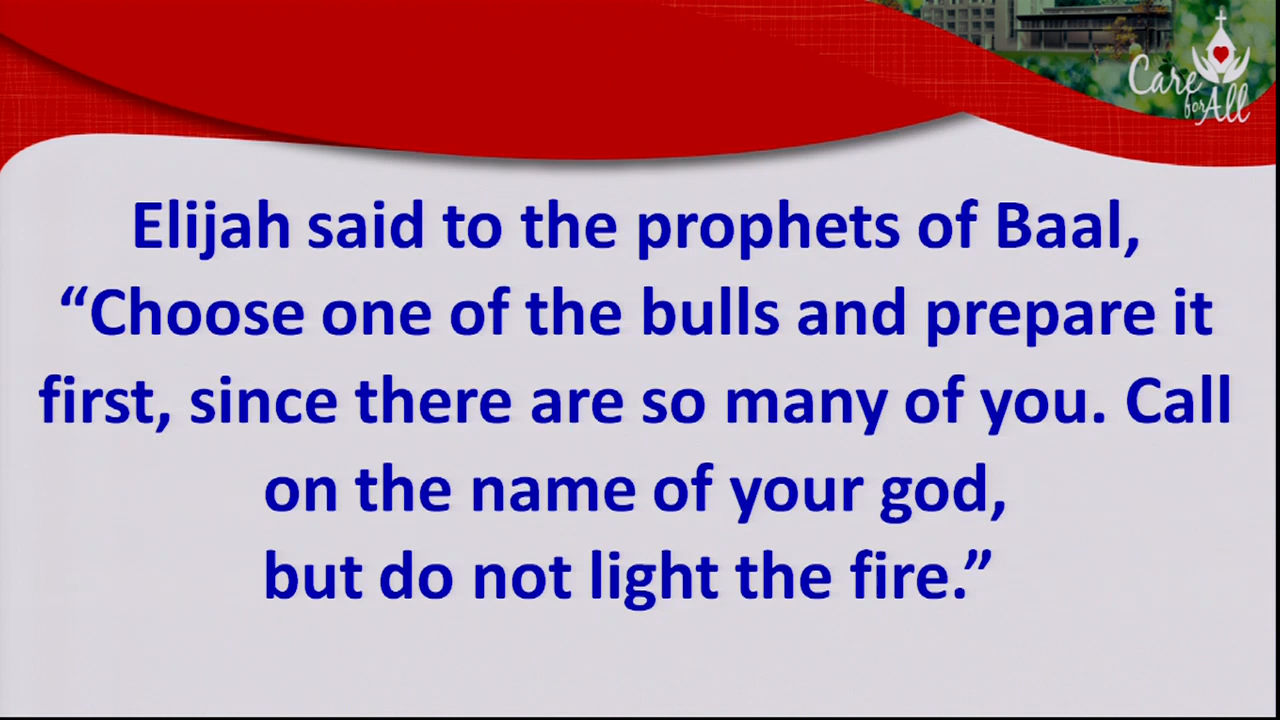 Care
for All
Elijah said to the prophets of Baal,
“Choose one of the bulls and prepare it
first, since there are so many of you. Call
on the name of your god,
but do not light the fire.”